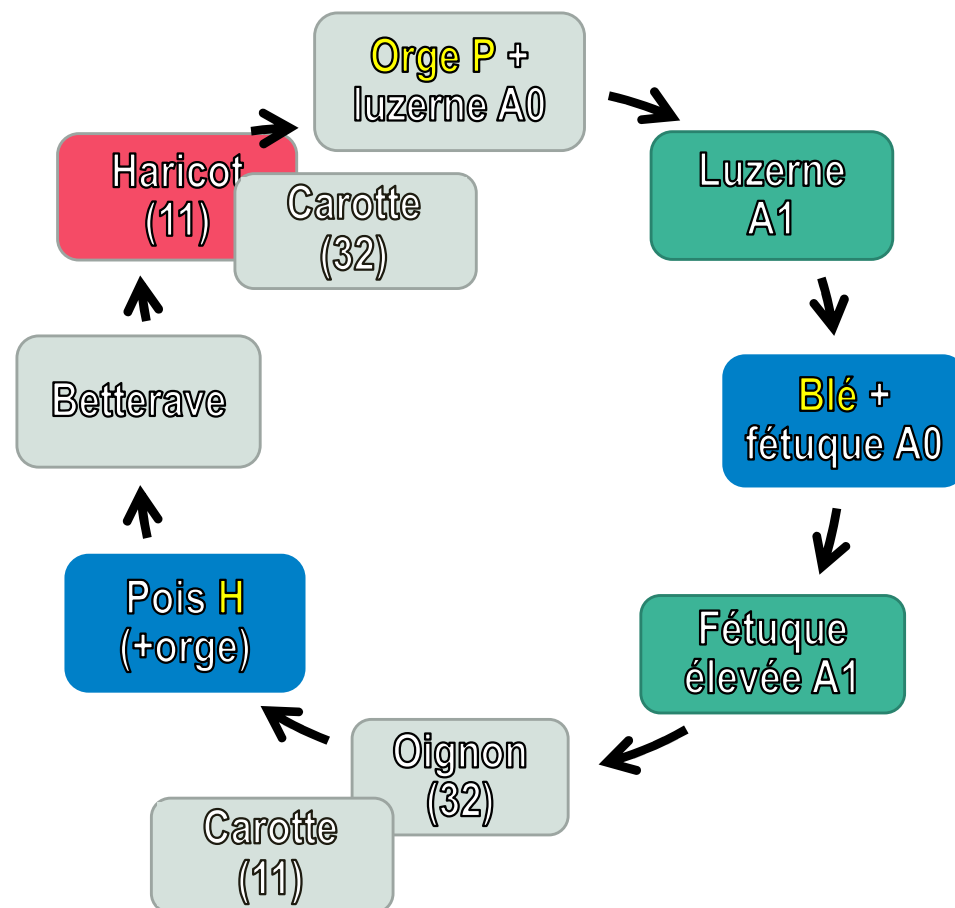 Orge P +
luzerne A0
Luzerne
A1
Blé +
fétuque A0
Fétuque
élevée A1
Oignon
(32)
Carotte
(11)
Pois H
(+orge)
Betterave
Haricot
(11)
Carotte
(32)